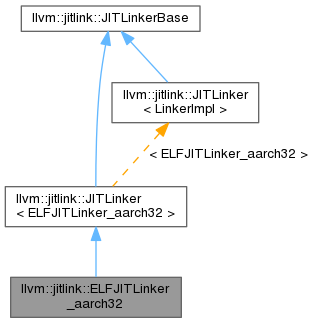 llvm::jitlink::JITLinkerBase
llvm::jitlink::JITLinker
< LinkerImpl >
< ELFJITLinker_aarch32 >
llvm::jitlink::JITLinker
< ELFJITLinker_aarch32 >
llvm::jitlink::ELFJITLinker
_aarch32